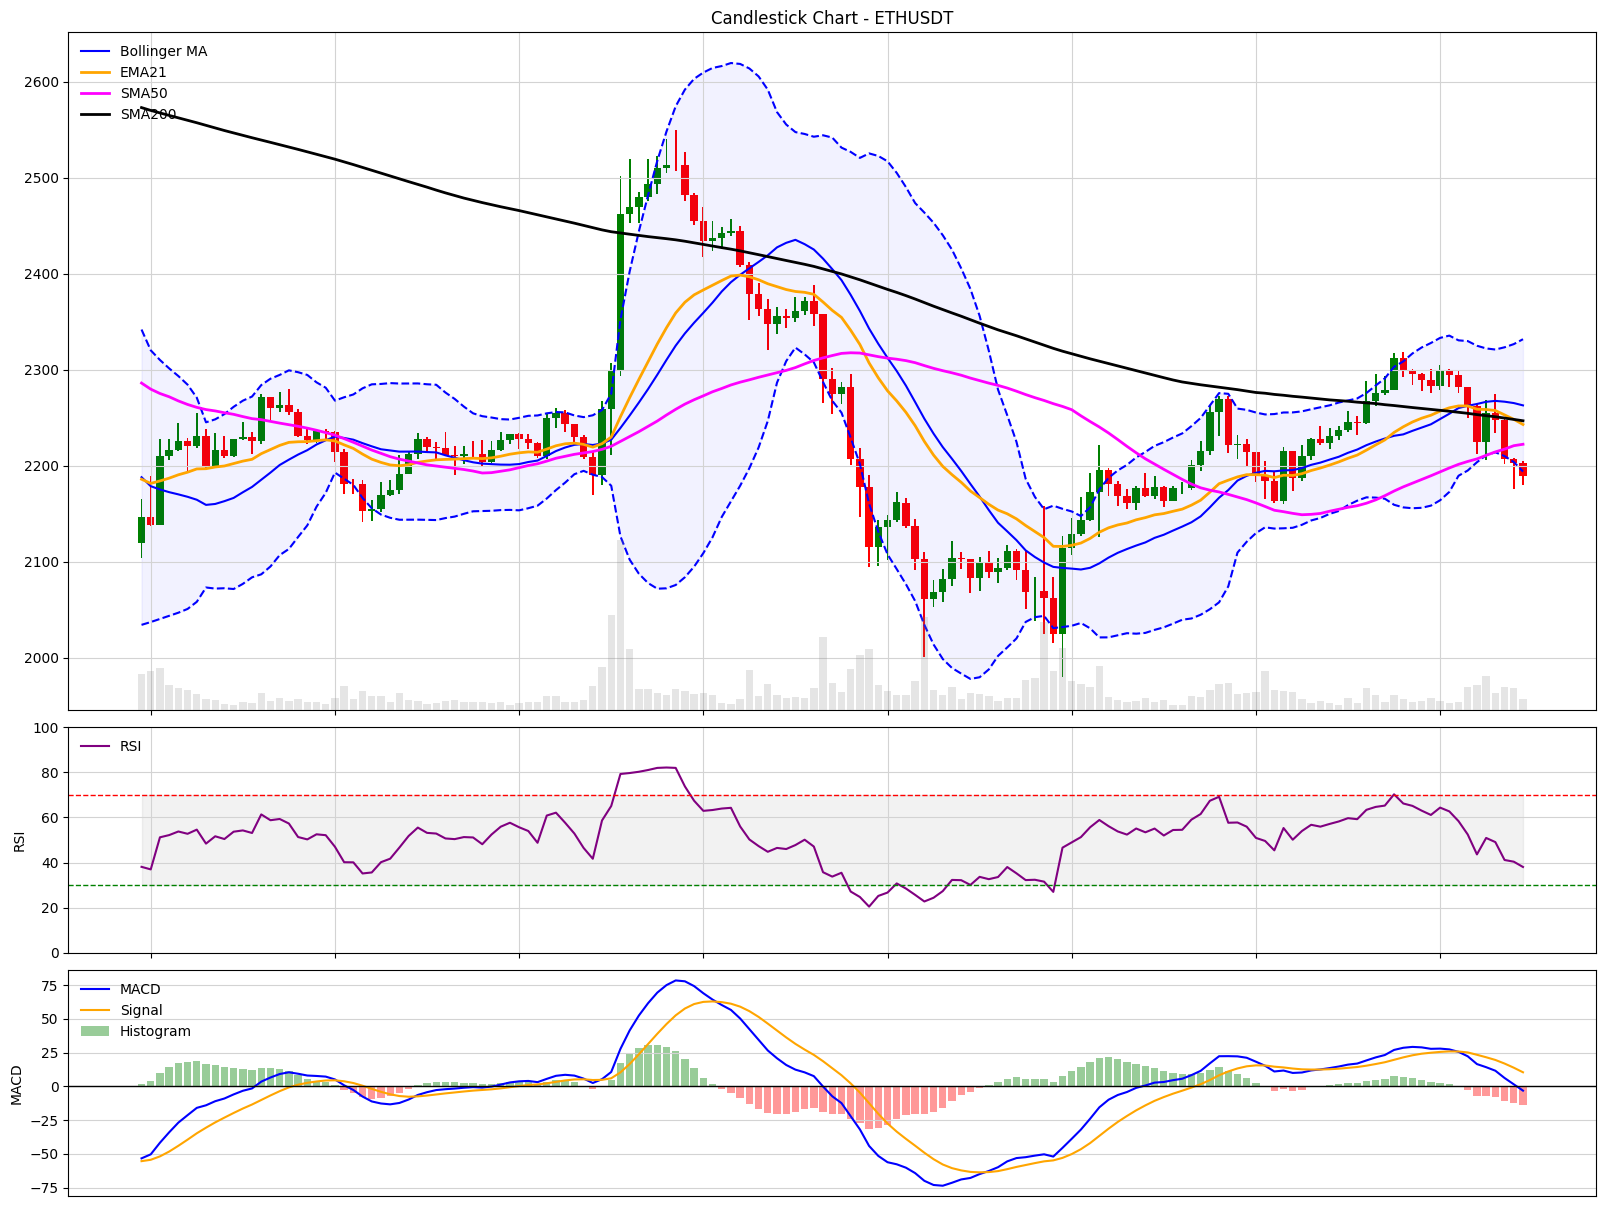 Candlestick Chart - ETHUSDT
Bollinger MA
EMA21
SMA50
SMA200
2600
2500
2400
2300
2200
2100
2000
RSI
100
80
60
40
20
0
RSI
MACD
Signal
Histogram
75
50
25
0
−25
−50
−75
MACD